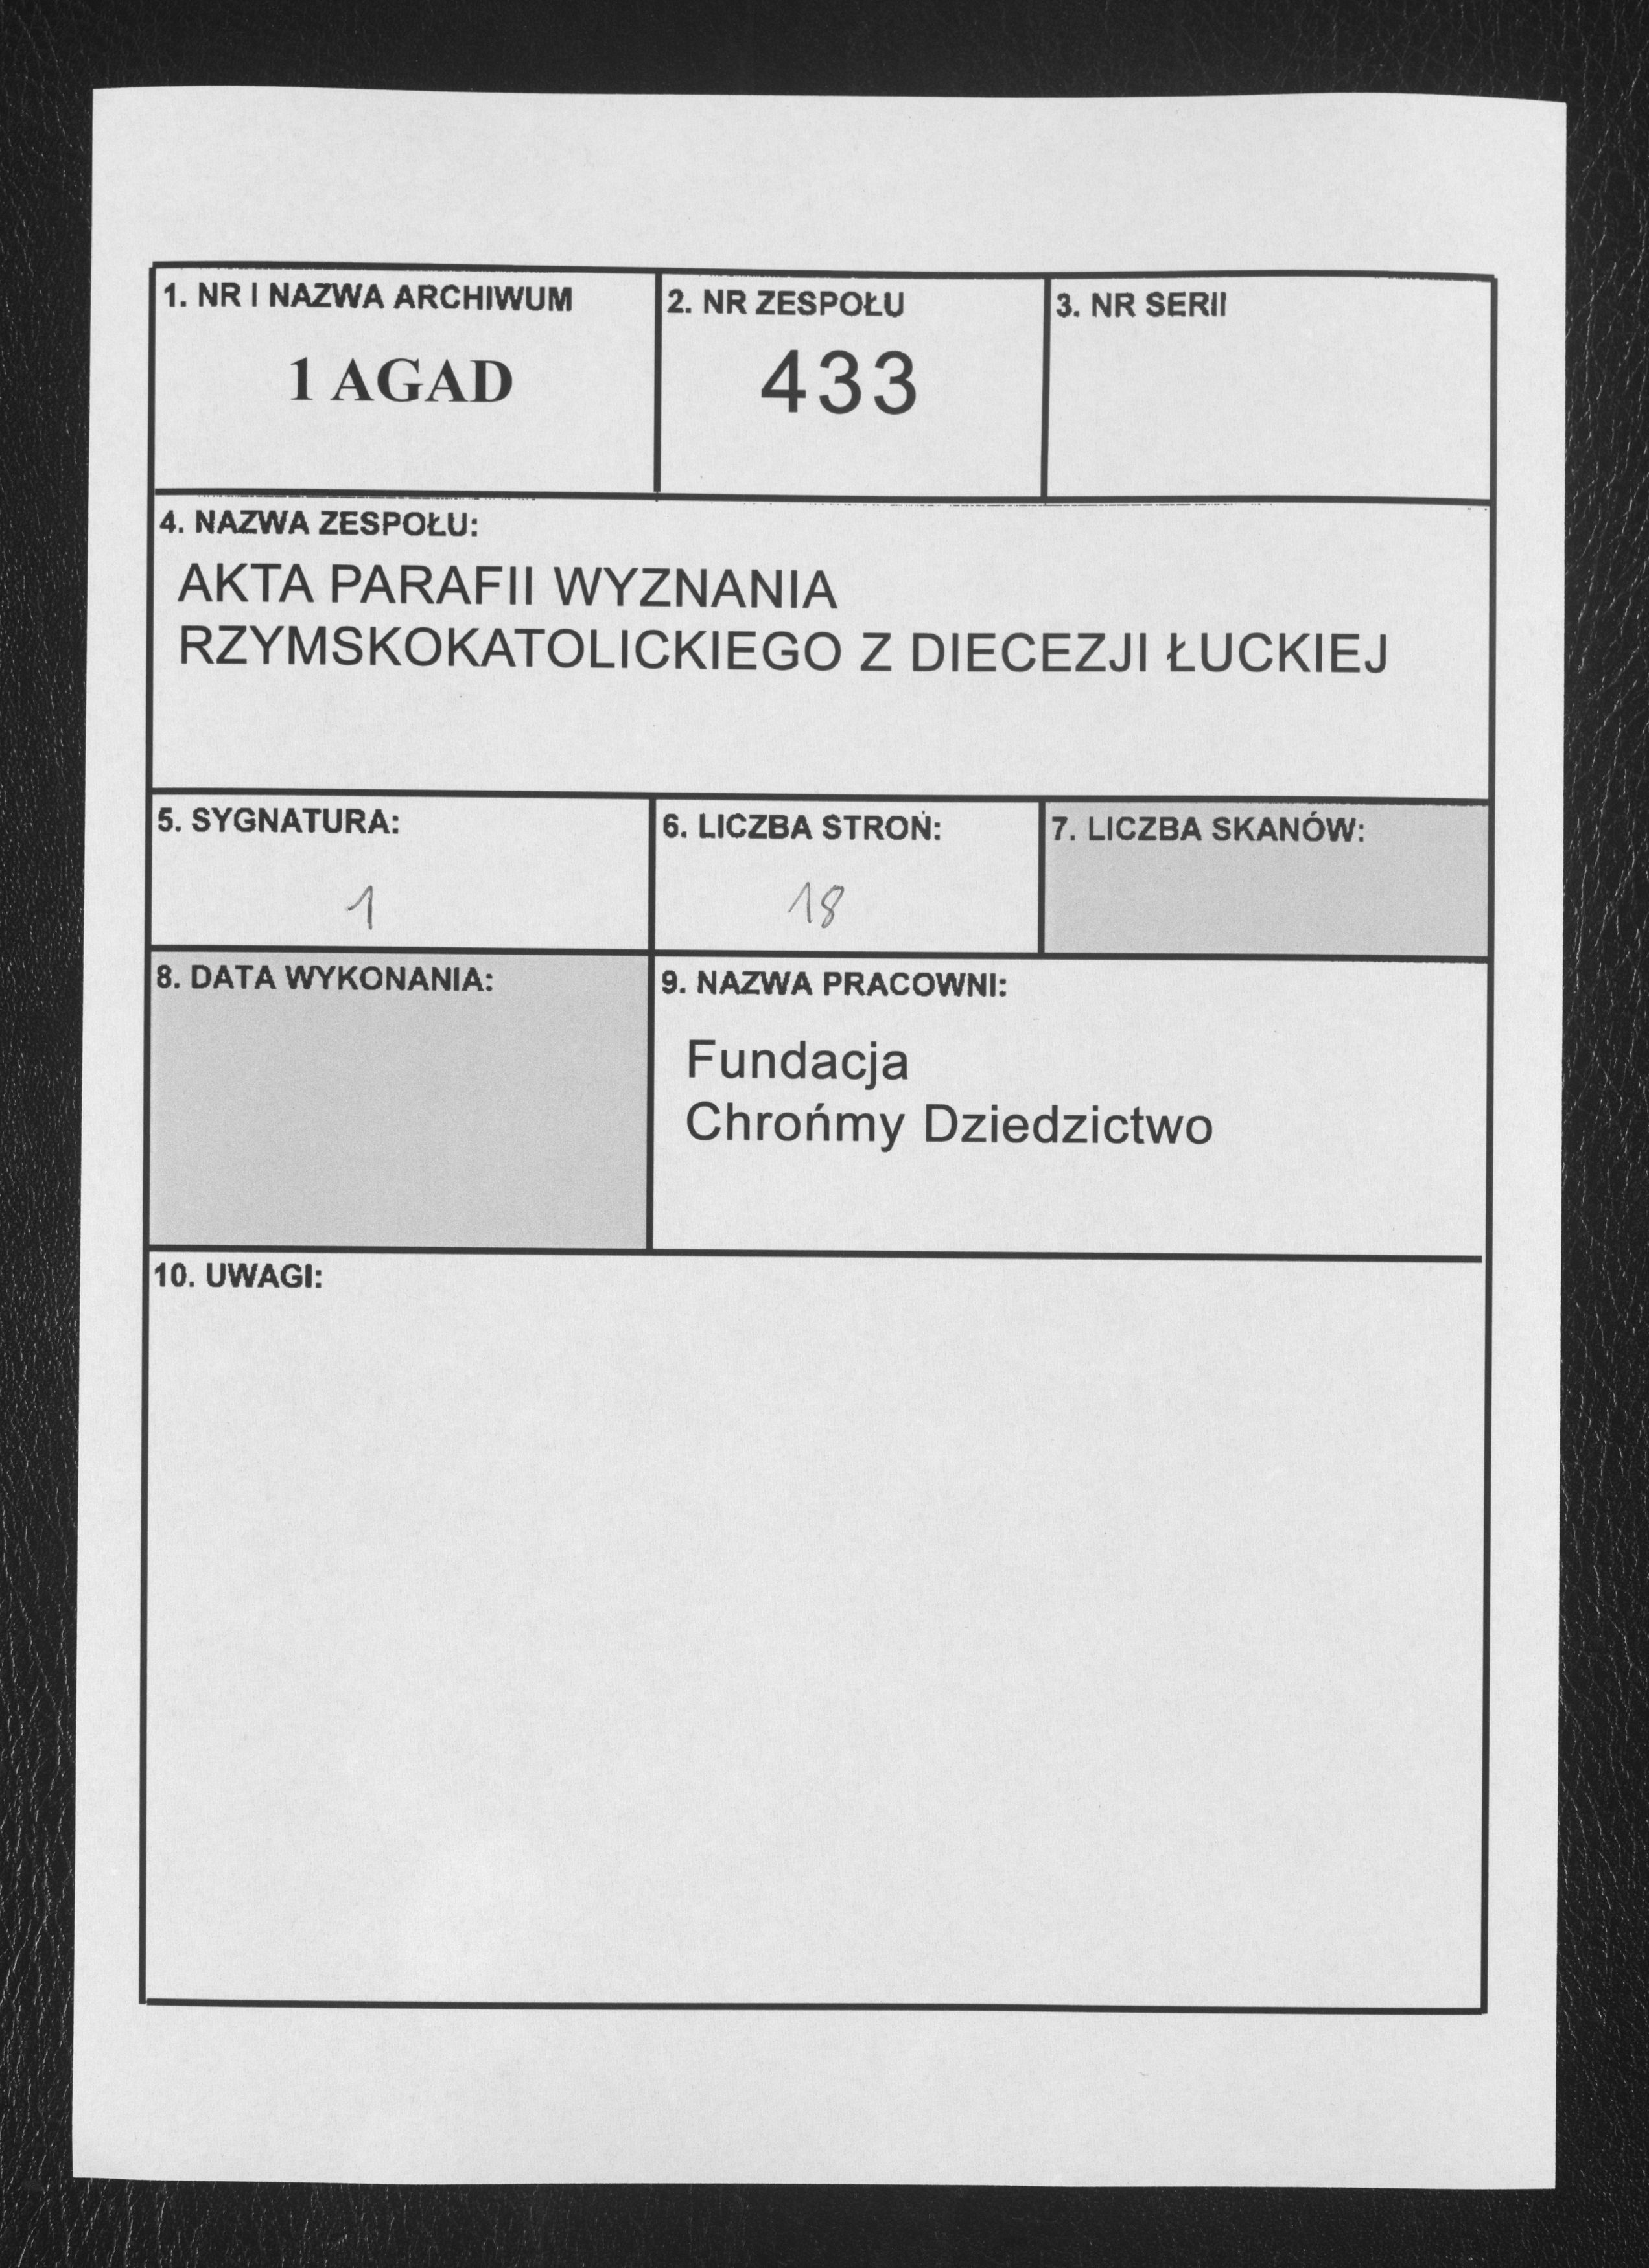 1. NR I NAZWA ARCHIWUM
1 AGAD
2. NR ZESPOŁU
433
3. NR SERII
4. NAZWA ZESPOŁU:
AKTA PARAFII WYZNANIA
RZYMSKOKATOLICKIEGO Z DIECEZJI ŁUCKIEJ
5. SYGNATURA:
1
6. LICZBA STRON:
18
7. LICZBA SKANÓW:
8. DATA WYKONANIA:
9. NAZWA PRACOWNI:
Fundacja
Chrońmy Dziedzictwo
10. UWAGI: